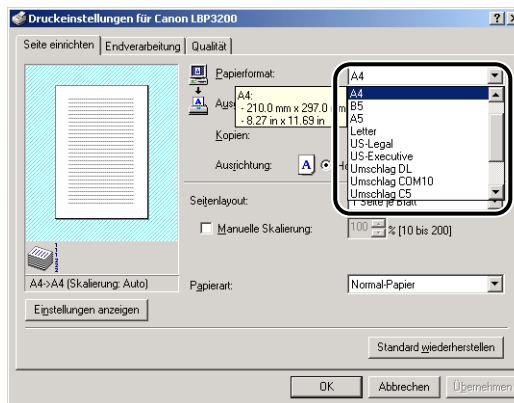 Druckeinstellungen für Canon LBP3200
Seite einrichten Endverarbeitung Qualität
Papierformat: A4
A4:
- 210.0 mm x 297.0 mm
- 8.27 in x 11.69 in
A4
B5
A5
Letter
US-Legal
US-Executive
Umschlag DL
Umschlag COM10
Umschlag C5
Kopien:
Ausrichtung: A
Seitenlayout: 1 Seite je Blatt
Manuelle Skalierung: 100 % [10 bis 200]
A4->A4 (Skalierung: Auto)
Papierart: Normal-Papier
Einstellungen anzeigen
Standard wiederherstellen
OK Abbrechen Übernehmen